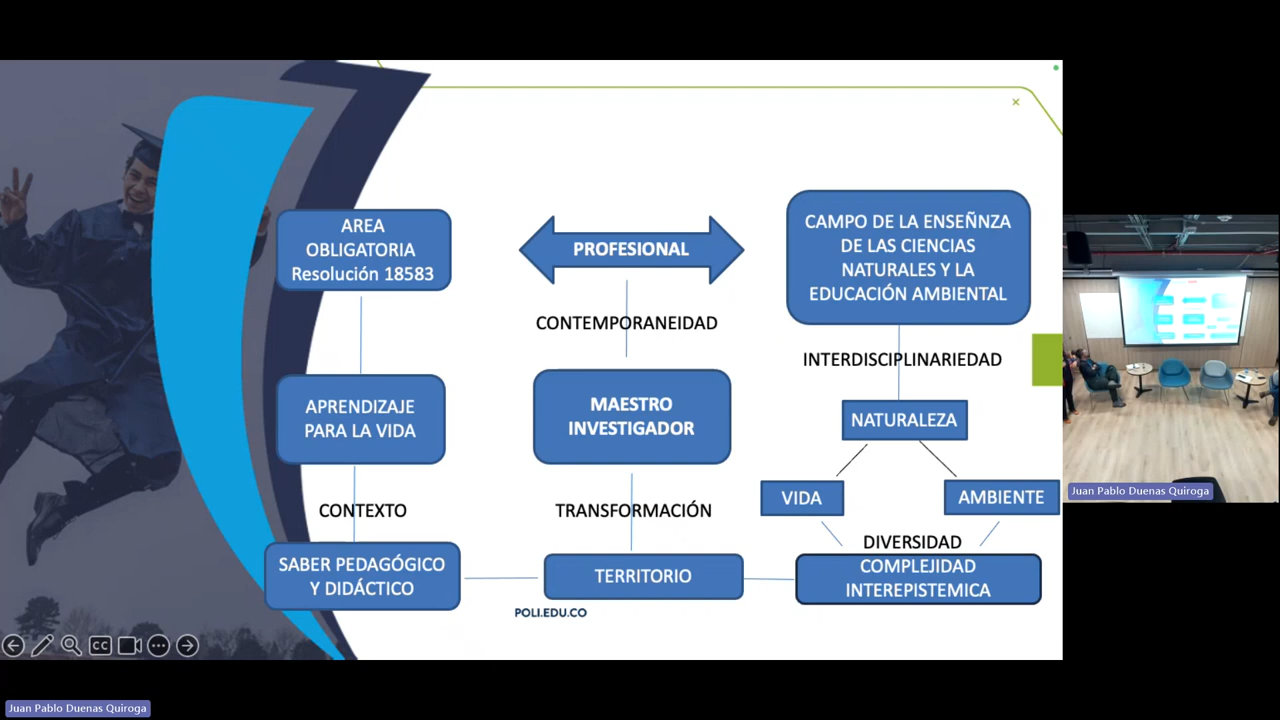 AREA
OBLIGATORIA
Resolución 18583
PROFESIONAL
CAMPO DE LA ENSEÑNZA
DE LAS CIENCIAS
NATURALES Y LA
EDUCACIÓN AMBIENTAL
CONTEMPORANEIDAD
INTERDISCIPLINARIEDAD
APRENDIZAJE
PARA LA VIDA
MAESTRO
INVESTIGADOR
NATURALEZA
VIDA
AMBIENTE
CONTEXTO
TRANSFORMACIÓN
DIVERSIDAD
SABER PEDAGÓGICO
Y DIDÁCTICO
TERRITORIO
COMPLEJIDAD
INTEREPISTEMICA
POLI.EDU.CO
CC
Juan Pablo Duenas Quiroga
Juan Pablo Duenas Quiroga